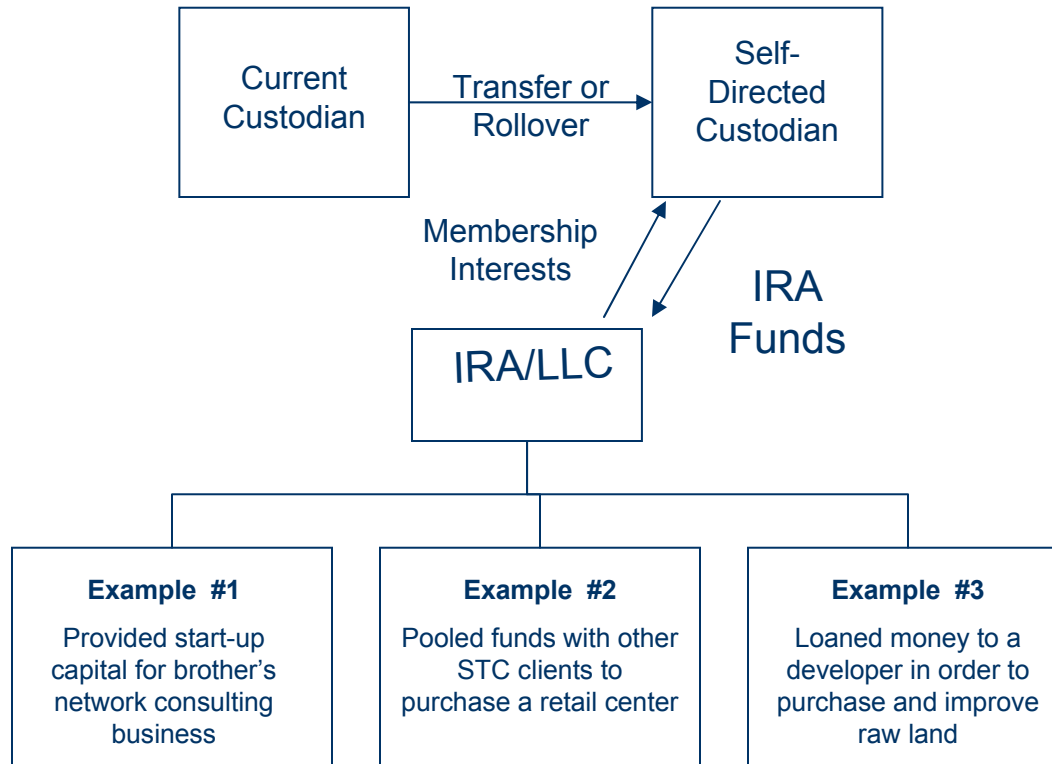 Current
Custodian
Transfer or
Rollover
Self-
Directed
Custodian
Membership
Interests
IRA
Funds
IRA/LLC
Example #1
Provided start-up
capital for brother’s
network consulting
business
Example #2
Pooled funds with other
STC clients to
purchase a retail center
Example #3
Loaned money to a
developer in order to
purchase and improve
raw land